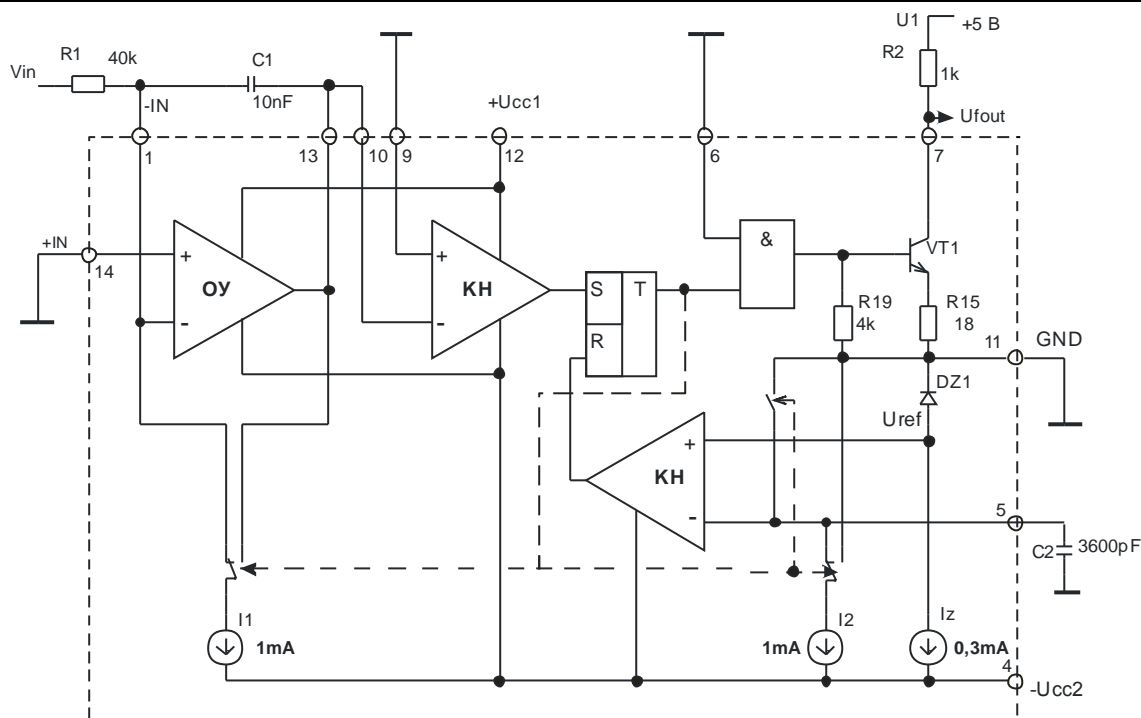 U1
+5 В
R2
1k
Ufout
R1
40k
C1
10nF
Vin
-IN
+Ucc1
1
13
10
9
12
6
7
+IN
14
+
-
ОУ
+
-
КН
S
T
R
&
VT1
R19
4k
R15
18
11
GND
DZ1
Uref
+
-
КН
5
C2
3600pF
I1
1mA
I2
1mA
Iz
0,3mA
4
-Ucc2